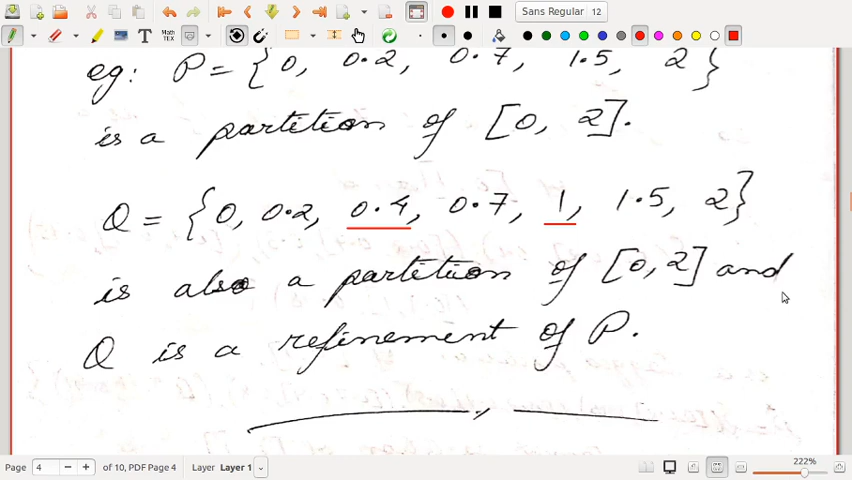 Sans Regular 12
Math
TEX
eg: P = {0, 0.2, 0.7, 1.5, 2}
is a partition of [0, 2].
Q = {0, 0.2, 0.4, 0.7, 1, 1.5, 2}
is also a partition of [0, 2] and
Q is a refinement of P.
Page 4 of 10, PDF Page 4 Layer Layer 1 222%